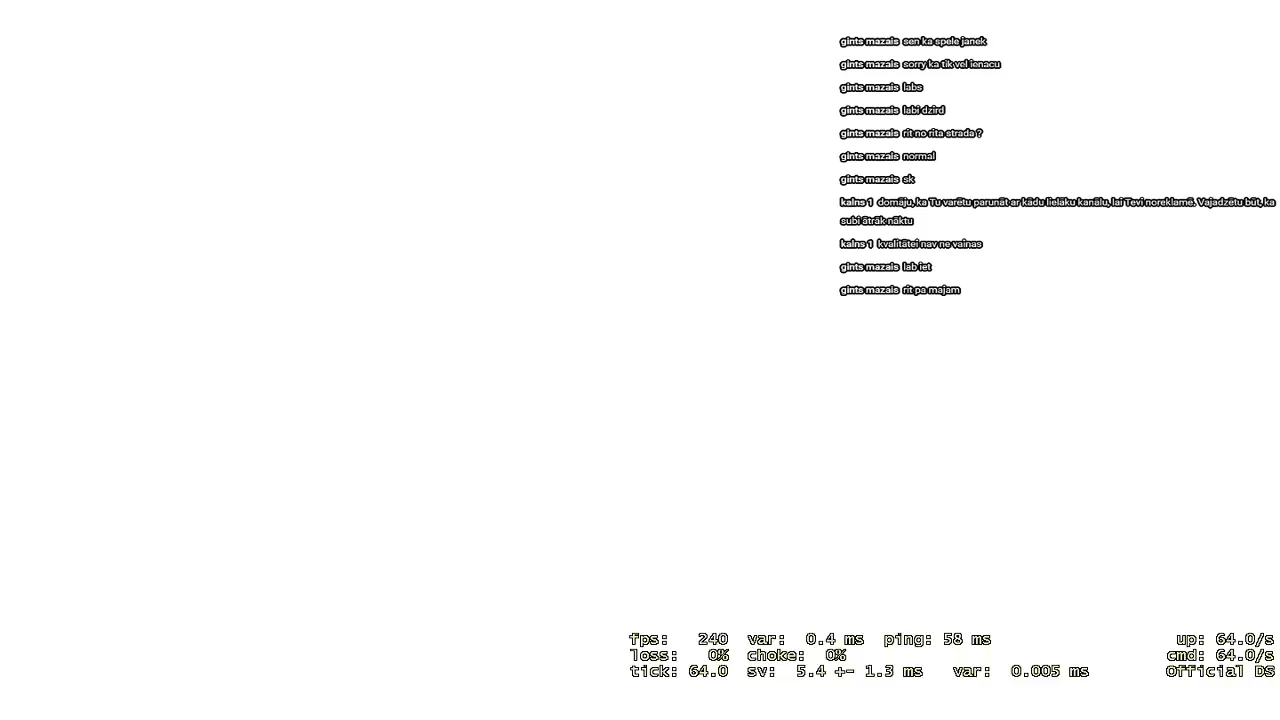 gints mazais sen ka spele janek
gints mazais sorry ka tik vel ienacu
gints mazais labs
gints mazais labi dzird
gints mazais rit no rita strada ?
gints mazais normal
gints mazais sk
kalns 1 domāju, ka Tu varētu parunāt ar kādu lielāku kanālu, lai Tevi noreklamē. Vajadzētu būt, ka
subi ātrāk nāktu
kalns 1 kvalitātei nav ne vainas
gints mazais lab iet
gints mazais rit pa majam
fps: 240 var: 0.4 ms ping: 58 ms up: 64.0/s
loss: 0% choke: 0% cmd: 64.0/s
tick: 64.0 sv: 5.4 +- 1.3 ms var: 0.005 ms Official DS